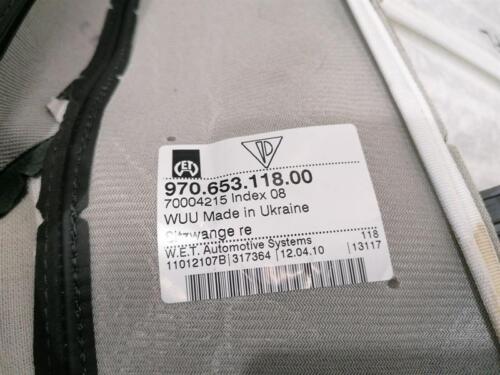 970.653.118.00
70004215 Index 08
WUU Made in Ukraine
Sitzwange re
W.E.T. Automotive Systems 118
11012107B|317364 |12.04.10 |13117